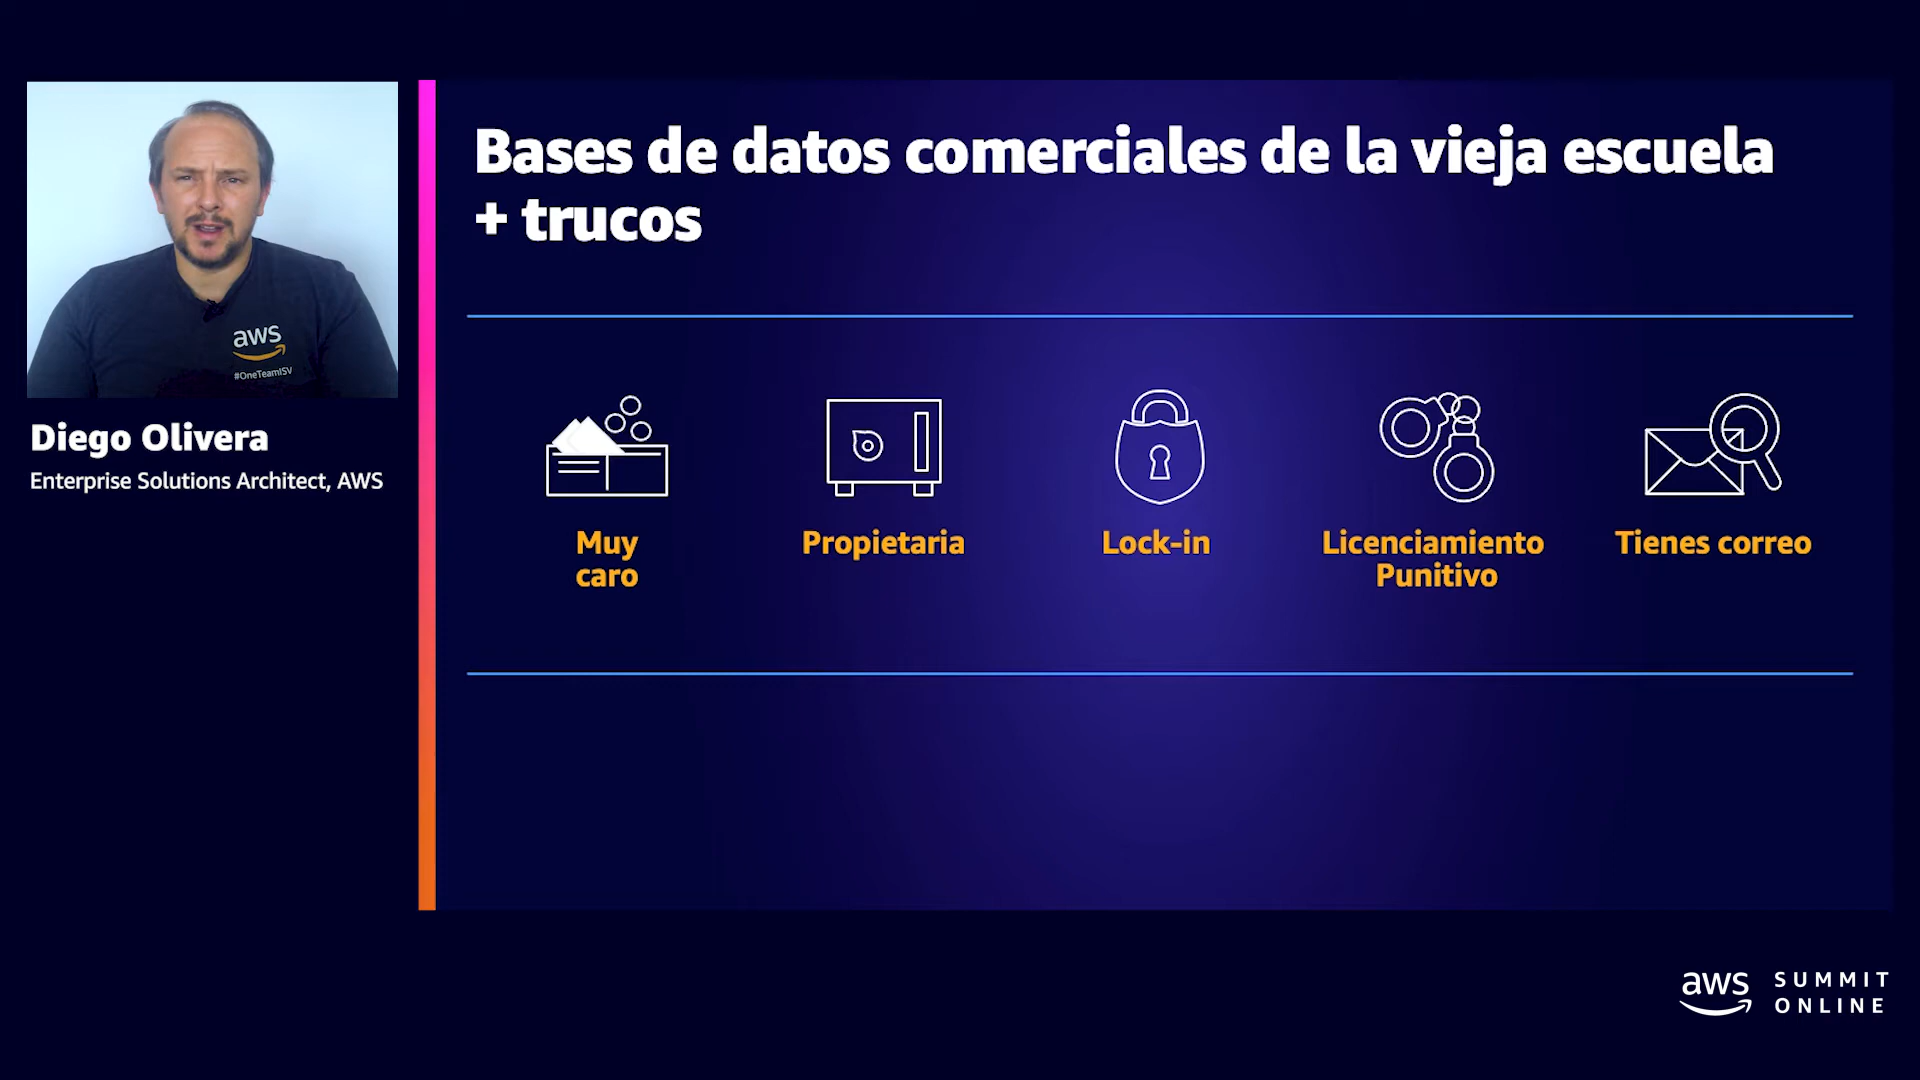 Bases de datos comerciales de la vieja escuela
+ trucos
aws
#OneTeamISV
Diego Olivera
Enterprise Solutions Architect, AWS
Muy
caro
Propietaria
Lock-in
Licenciamiento
Punitivo
Tienes correo
aws SUMMIT
ONLINE